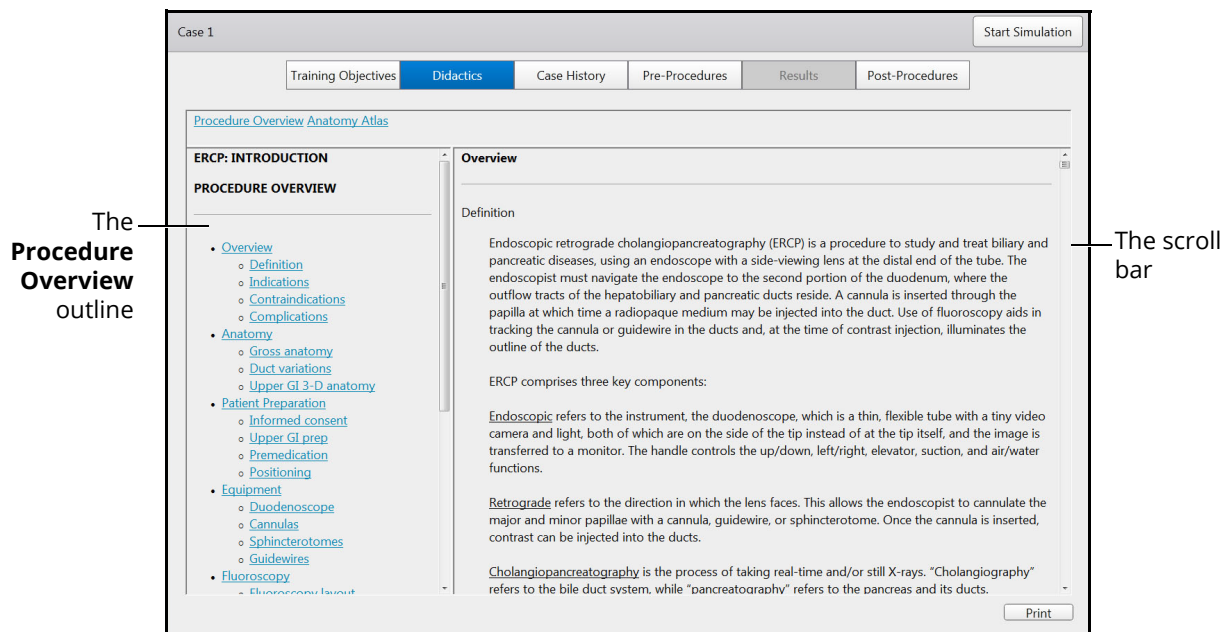 Case 1
Start Simulation
Training Objectives
Didactics
Case History
Pre-Procedures
Results
Post-Procedures
Procedure Overview Anatomy Atlas
ERCP: INTRODUCTION
PROCEDURE OVERVIEW
• Overview
o Definition
o Indications
o Contraindications
o Complications
• Anatomy
o Gross anatomy
o Duct variations
o Upper GI 3-D anatomy
• Patient Preparation
o Informed consent
o Upper GI prep
o Premedication
o Positioning
• Equipment
o Duodenoscope
o Cannulas
o Sphincterotomes
o Guidewires
• Fluoroscopy
o Fluoroscopy layout
Overview
Definition
Endoscopic retrograde cholangiopancreatography (ERCP) is a procedure to study and treat biliary and
pancreatic diseases, using an endoscope with a side-viewing lens at the distal end of the tube. The
endoscopist must navigate the endoscope to the second portion of the duodenum, where the
outflow tracts of the hepatobiliary and pancreatic ducts reside. A cannula is inserted through the
papilla at which time a radiopaque medium may be injected into the duct. Use of fluoroscopy aids in
tracking the cannula or guidewire in the ducts and, at the time of contrast injection, illuminates the
outline of the ducts.
ERCP comprises three key components:
Endoscopic refers to the instrument, the duodenoscope, which is a thin, flexible tube with a tiny video
camera and light, both of which are on the side of the tip instead of at the tip itself, and the image is
transferred to a monitor. The handle controls the up/down, left/right, elevator, suction, and air/water
functions.
Retrograde refers to the direction in which the lens faces. This allows the endoscopist to cannulate the
major and minor papillae with a cannula, guidewire, or sphincterotome. Once the cannula is inserted,
contrast can be injected into the ducts.
Cholangiopancreatography is the process of taking real-time and/or still X-rays. “Cholangiography”
refers to the bile duct system, while “pancreatography” refers to the pancreas and its ducts.
Print
The
Procedure
Overview
outline
The scroll
bar